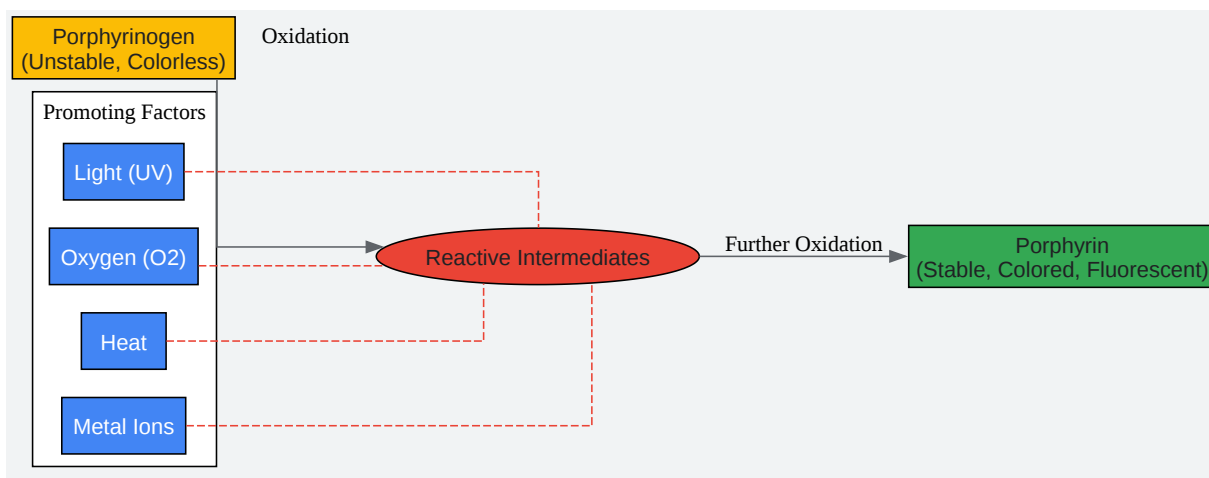 Porphyrinogen
(Unstable, Colorless)
Oxidation
Promoting Factors
Light (UV)
Oxygen (O2)
Heat
Metal Ions
Reactive Intermediates
Further Oxidation
Porphyrin
(Stable, Colored, Fluorescent)